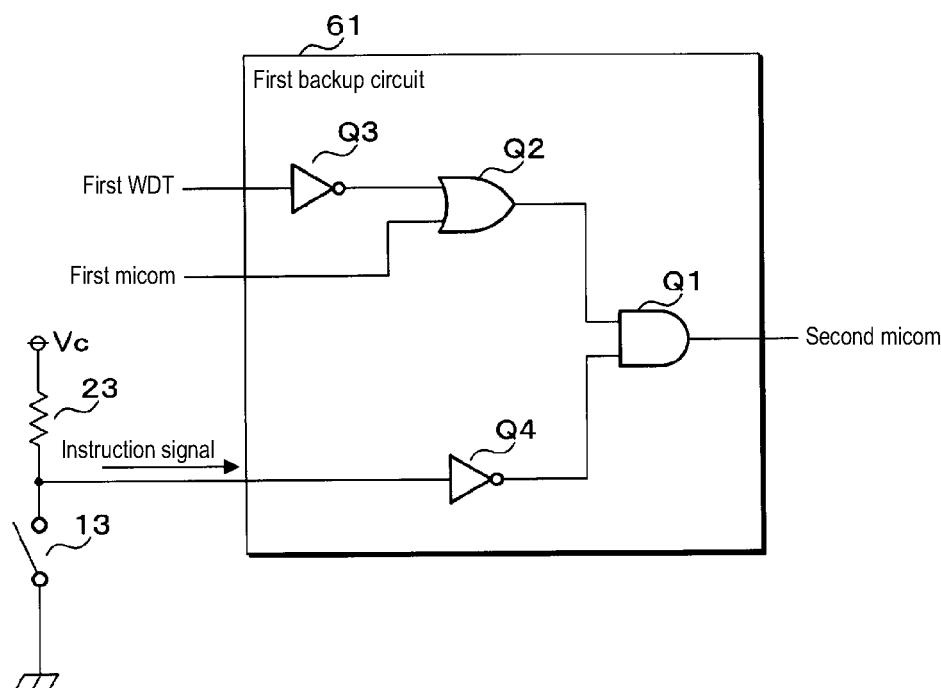 61
First backup circuit
Q3
Q2
First WDT
First micom
Q1
Second micom
Vc
23
Instruction signal
Q4
13